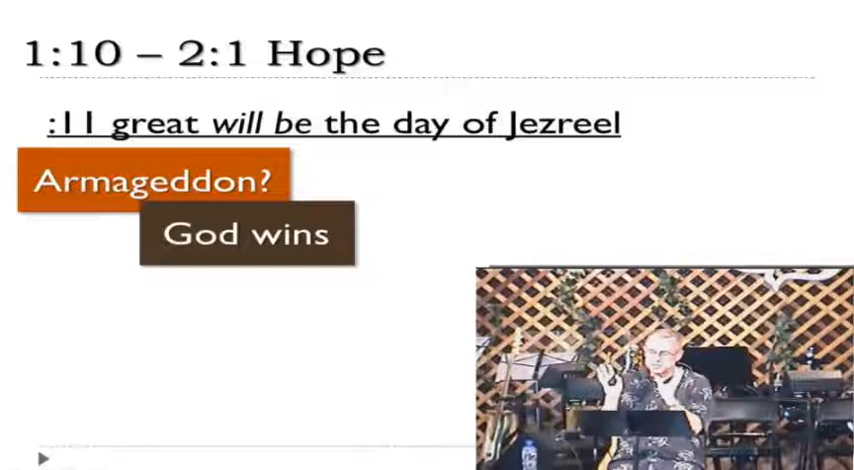 1:10 – 2:1 Hope
:11 great will be the day of Jezreel
Armageddon?
God wins